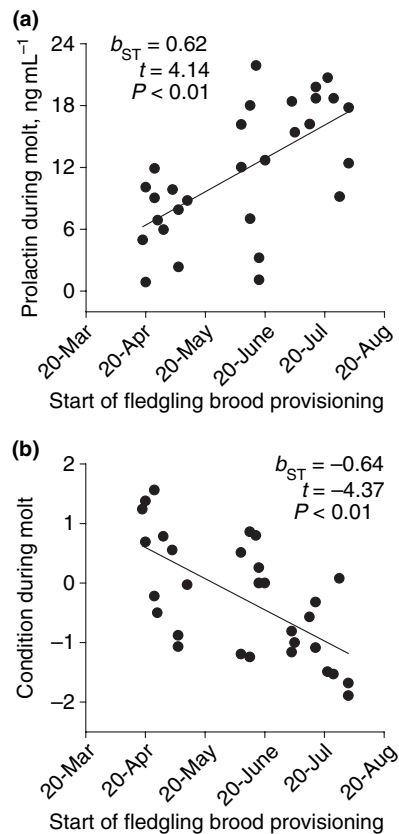 (a)
24
18
12
6
0
Prolactin during molt, ng mL⁻¹
b_ST = 0.62
t = 4.14
P < 0.01
20-Mar
20-Apr
20-May
20-June
20-Jul
20-Aug
Start of fledgling brood provisioning
(b)
2
1
0
−1
−2
Condition during molt
b_ST = −0.64
t = −4.37
P < 0.01
20-Mar
20-Apr
20-May
20-June
20-Jul
20-Aug
Start of fledgling brood provisioning